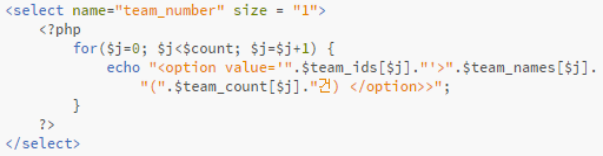 <select name="team_number" size = "1">
<?php
for($j=0; $j<$count; $j=$j+1) {
echo "<option value='".$team_ids[$j]."'>".$team_names[$j].
"(".$team_count[$j]."건) </option>>";
}
?>
</select>